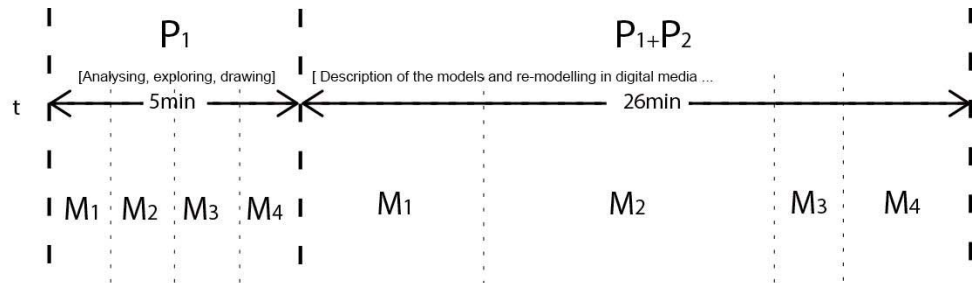 P1 P1+P2
[Analysing, exploring, drawing] [ Description of the models and re-modelling in digital media ...
t 5min 26min
M1 M2 M3 M4 M1 M2 M3 M4